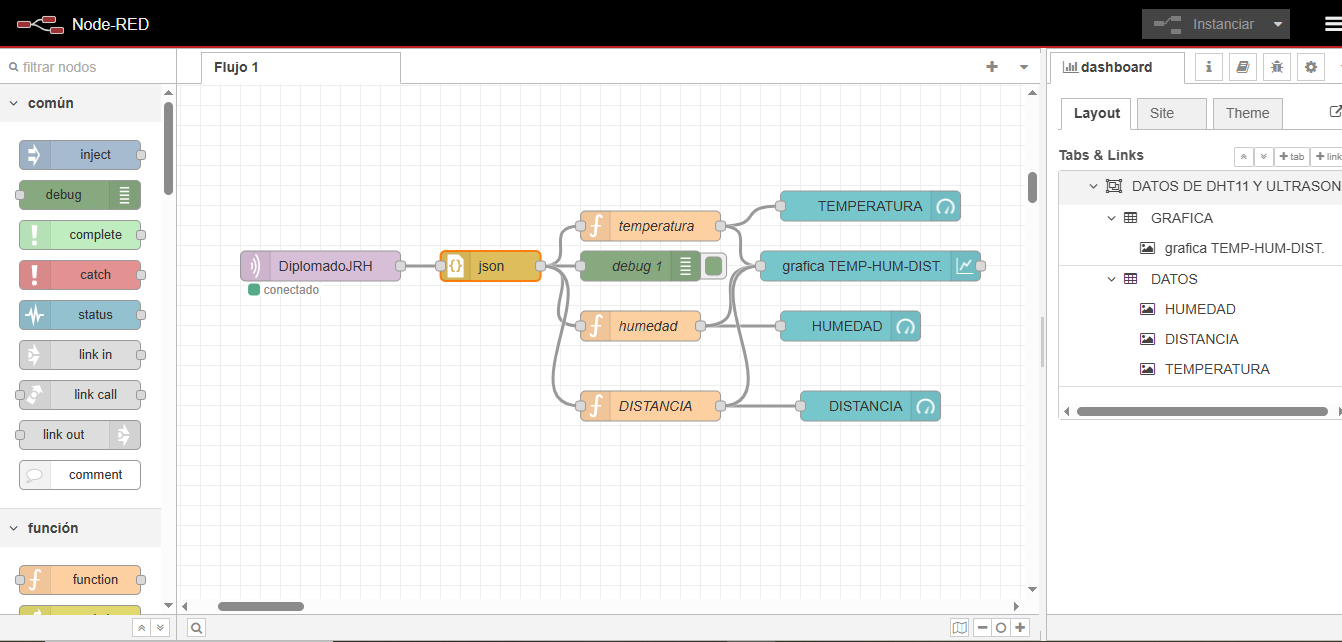 Node-RED
Instanciar
filtrar nodos
Flujo 1
dashboard
i
común
Layout
Site
Theme
inject
Tabs & Links
tab
link
debug
DATOS DE DHT11 Y ULTRASON
complete
TEMPERATURA
GRAFICA
temperatura
grafica TEMP-HUM-DIST.
catch
DiplomadoJRH
json
debug 1
grafica TEMP-HUM-DIST.
DATOS
conectado
status
HUMEDAD
humedad
HUMEDAD
DISTANCIA
link in
TEMPERATURA
link call
DISTANCIA
DISTANCIA
link out
comment
función
function